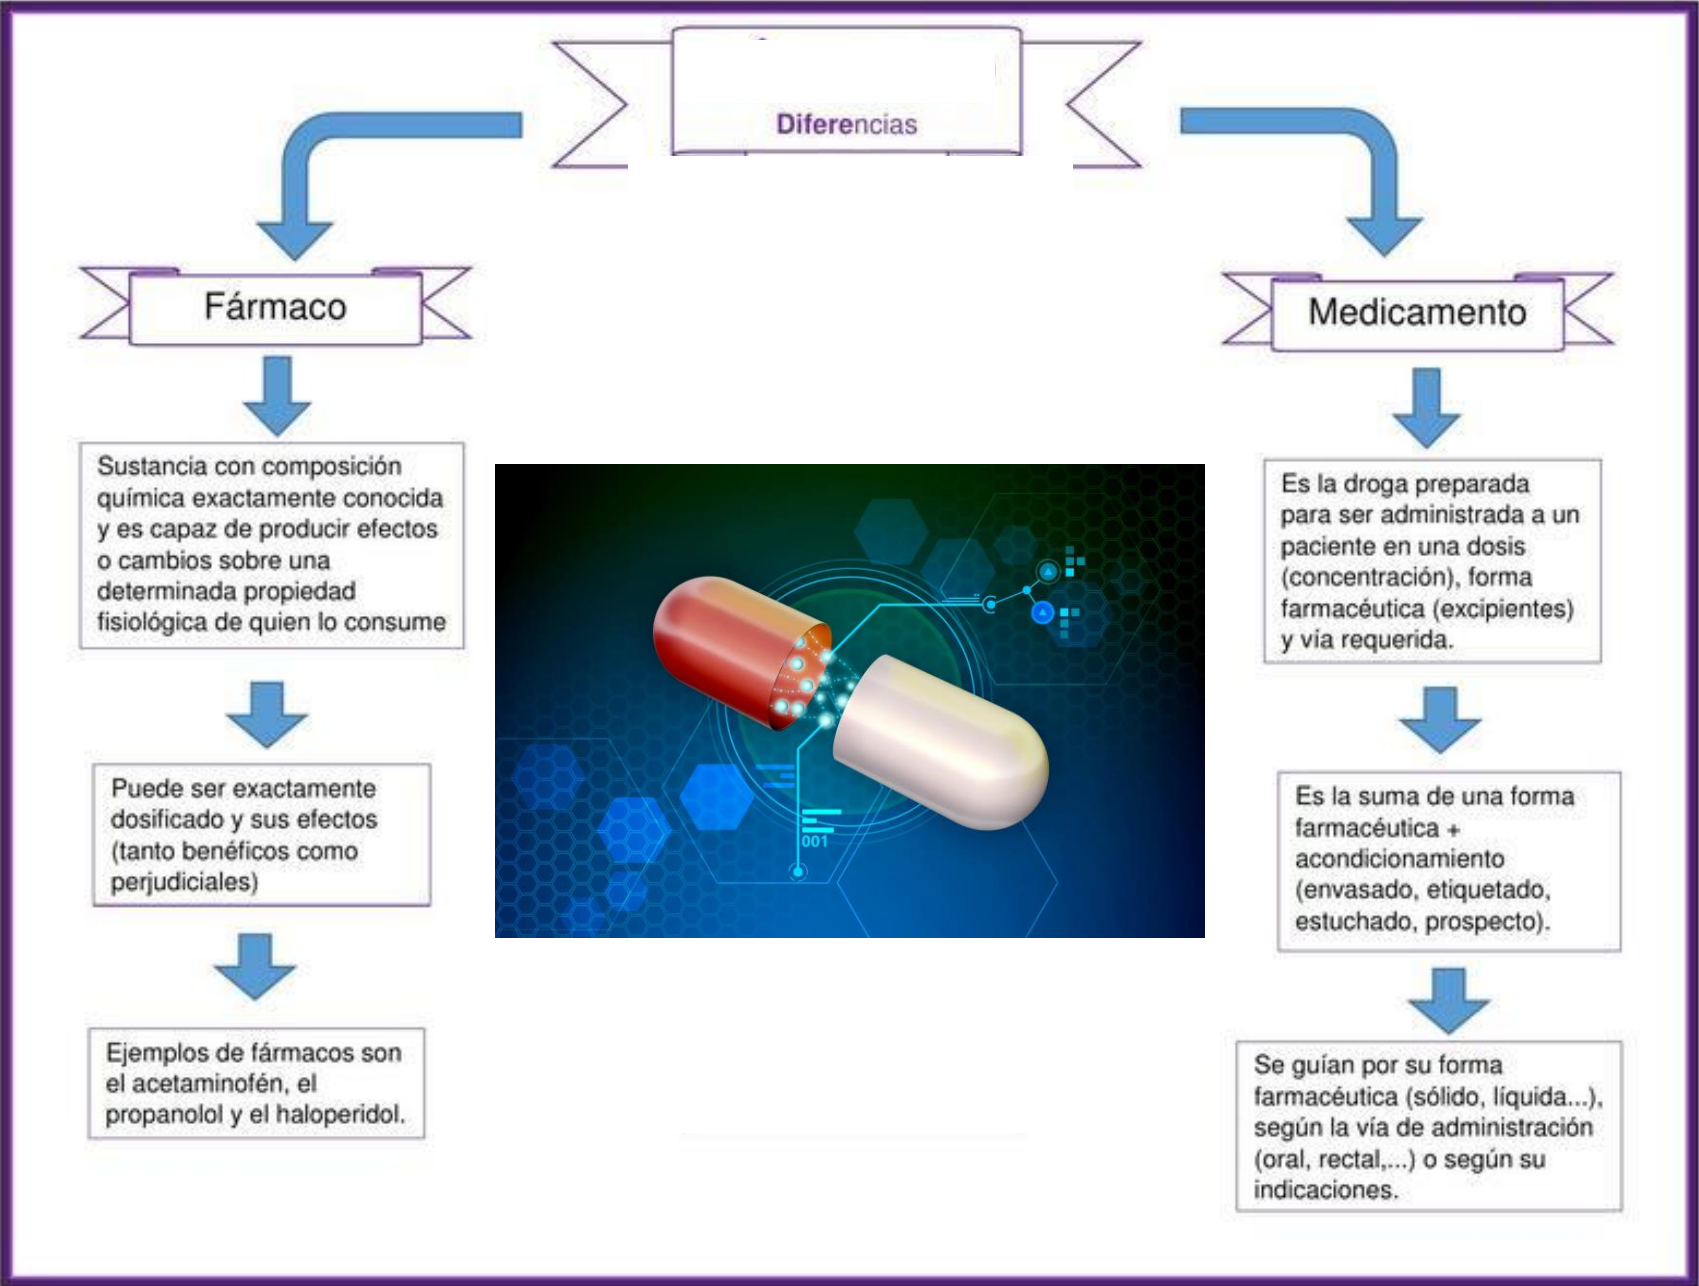 Diferencias
Fármaco
Sustancia con composición
química exactamente conocida
y es capaz de producir efectos
o cambios sobre una
determinada propiedad
fisiológica de quien lo consume
Puede ser exactamente
dosificado y sus efectos
(tanto benéficos como
perjudiciales)
Ejemplos de fármacos son
el acetaminofén, el
propanolol y el haloperidol.
001
Medicamento
Es la droga preparada
para ser administrada a un
paciente en una dosis
(concentración), forma
farmacéutica (excipientes)
y vía requerida.
Es la suma de una forma
farmacéutica +
acondicionamiento
(envasado, etiquetado,
estuchado, prospecto).
Se guían por su forma
farmacéutica (sólido, líquida...),
según la vía de administración
(oral, rectal,...) o según su
indicaciones.